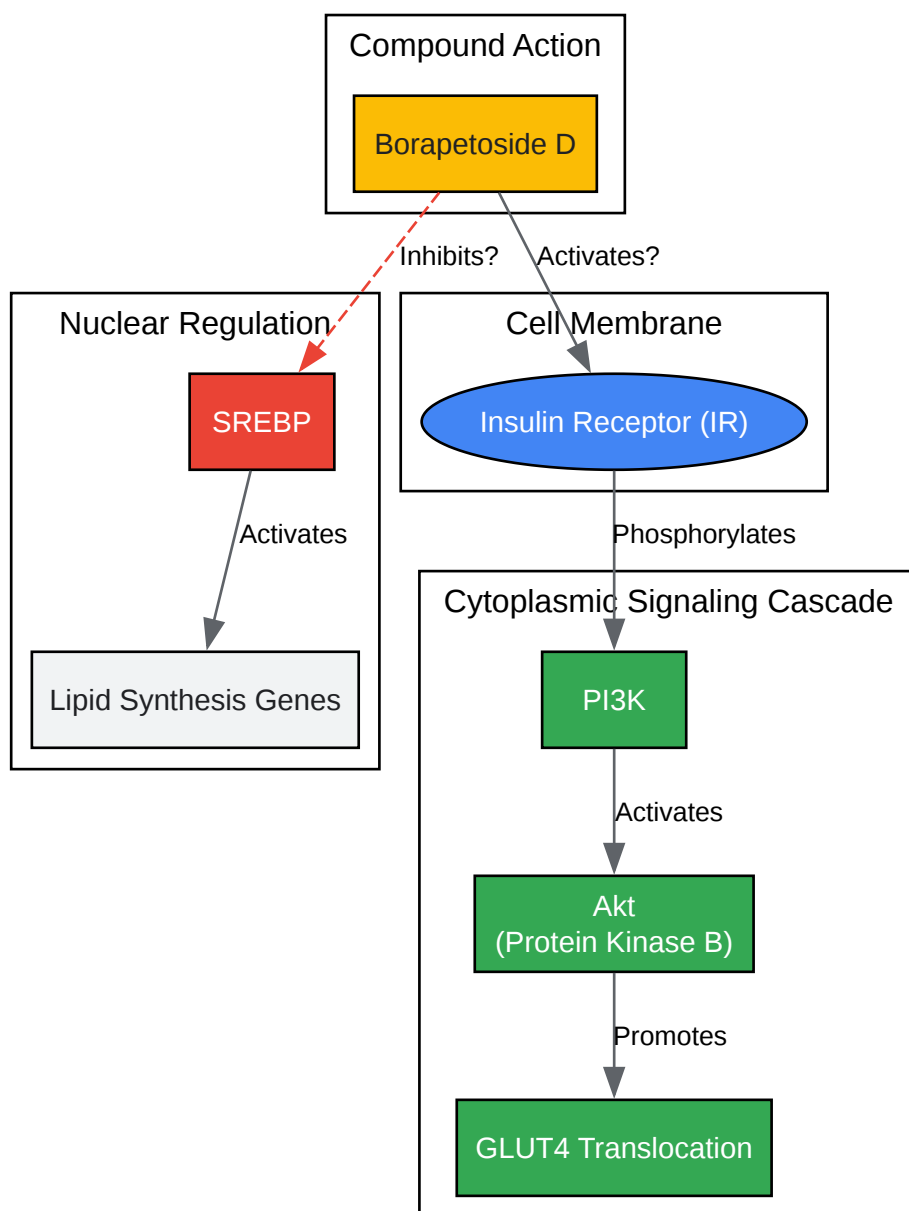 Compound Action
Borapetoside D
Inhibits?
Activates?
Nuclear Regulation
Cell Membrane
SREBP
Insulin Receptor (IR)
Activates
Phosphorylates
Cytoplasmic Signaling Cascade
Lipid Synthesis Genes
PI3K
Activates
Akt
(Protein Kinase B)
Promotes
GLUT4 Translocation